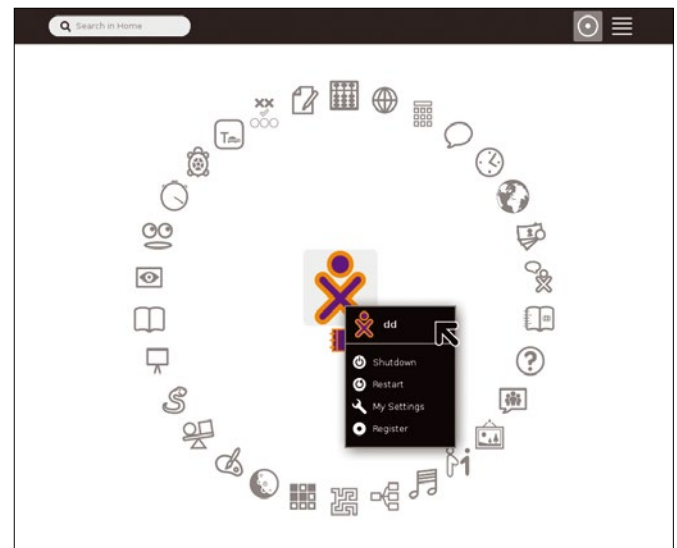 Search in Home
dd
Shutdown
Restart
My Settings
Register